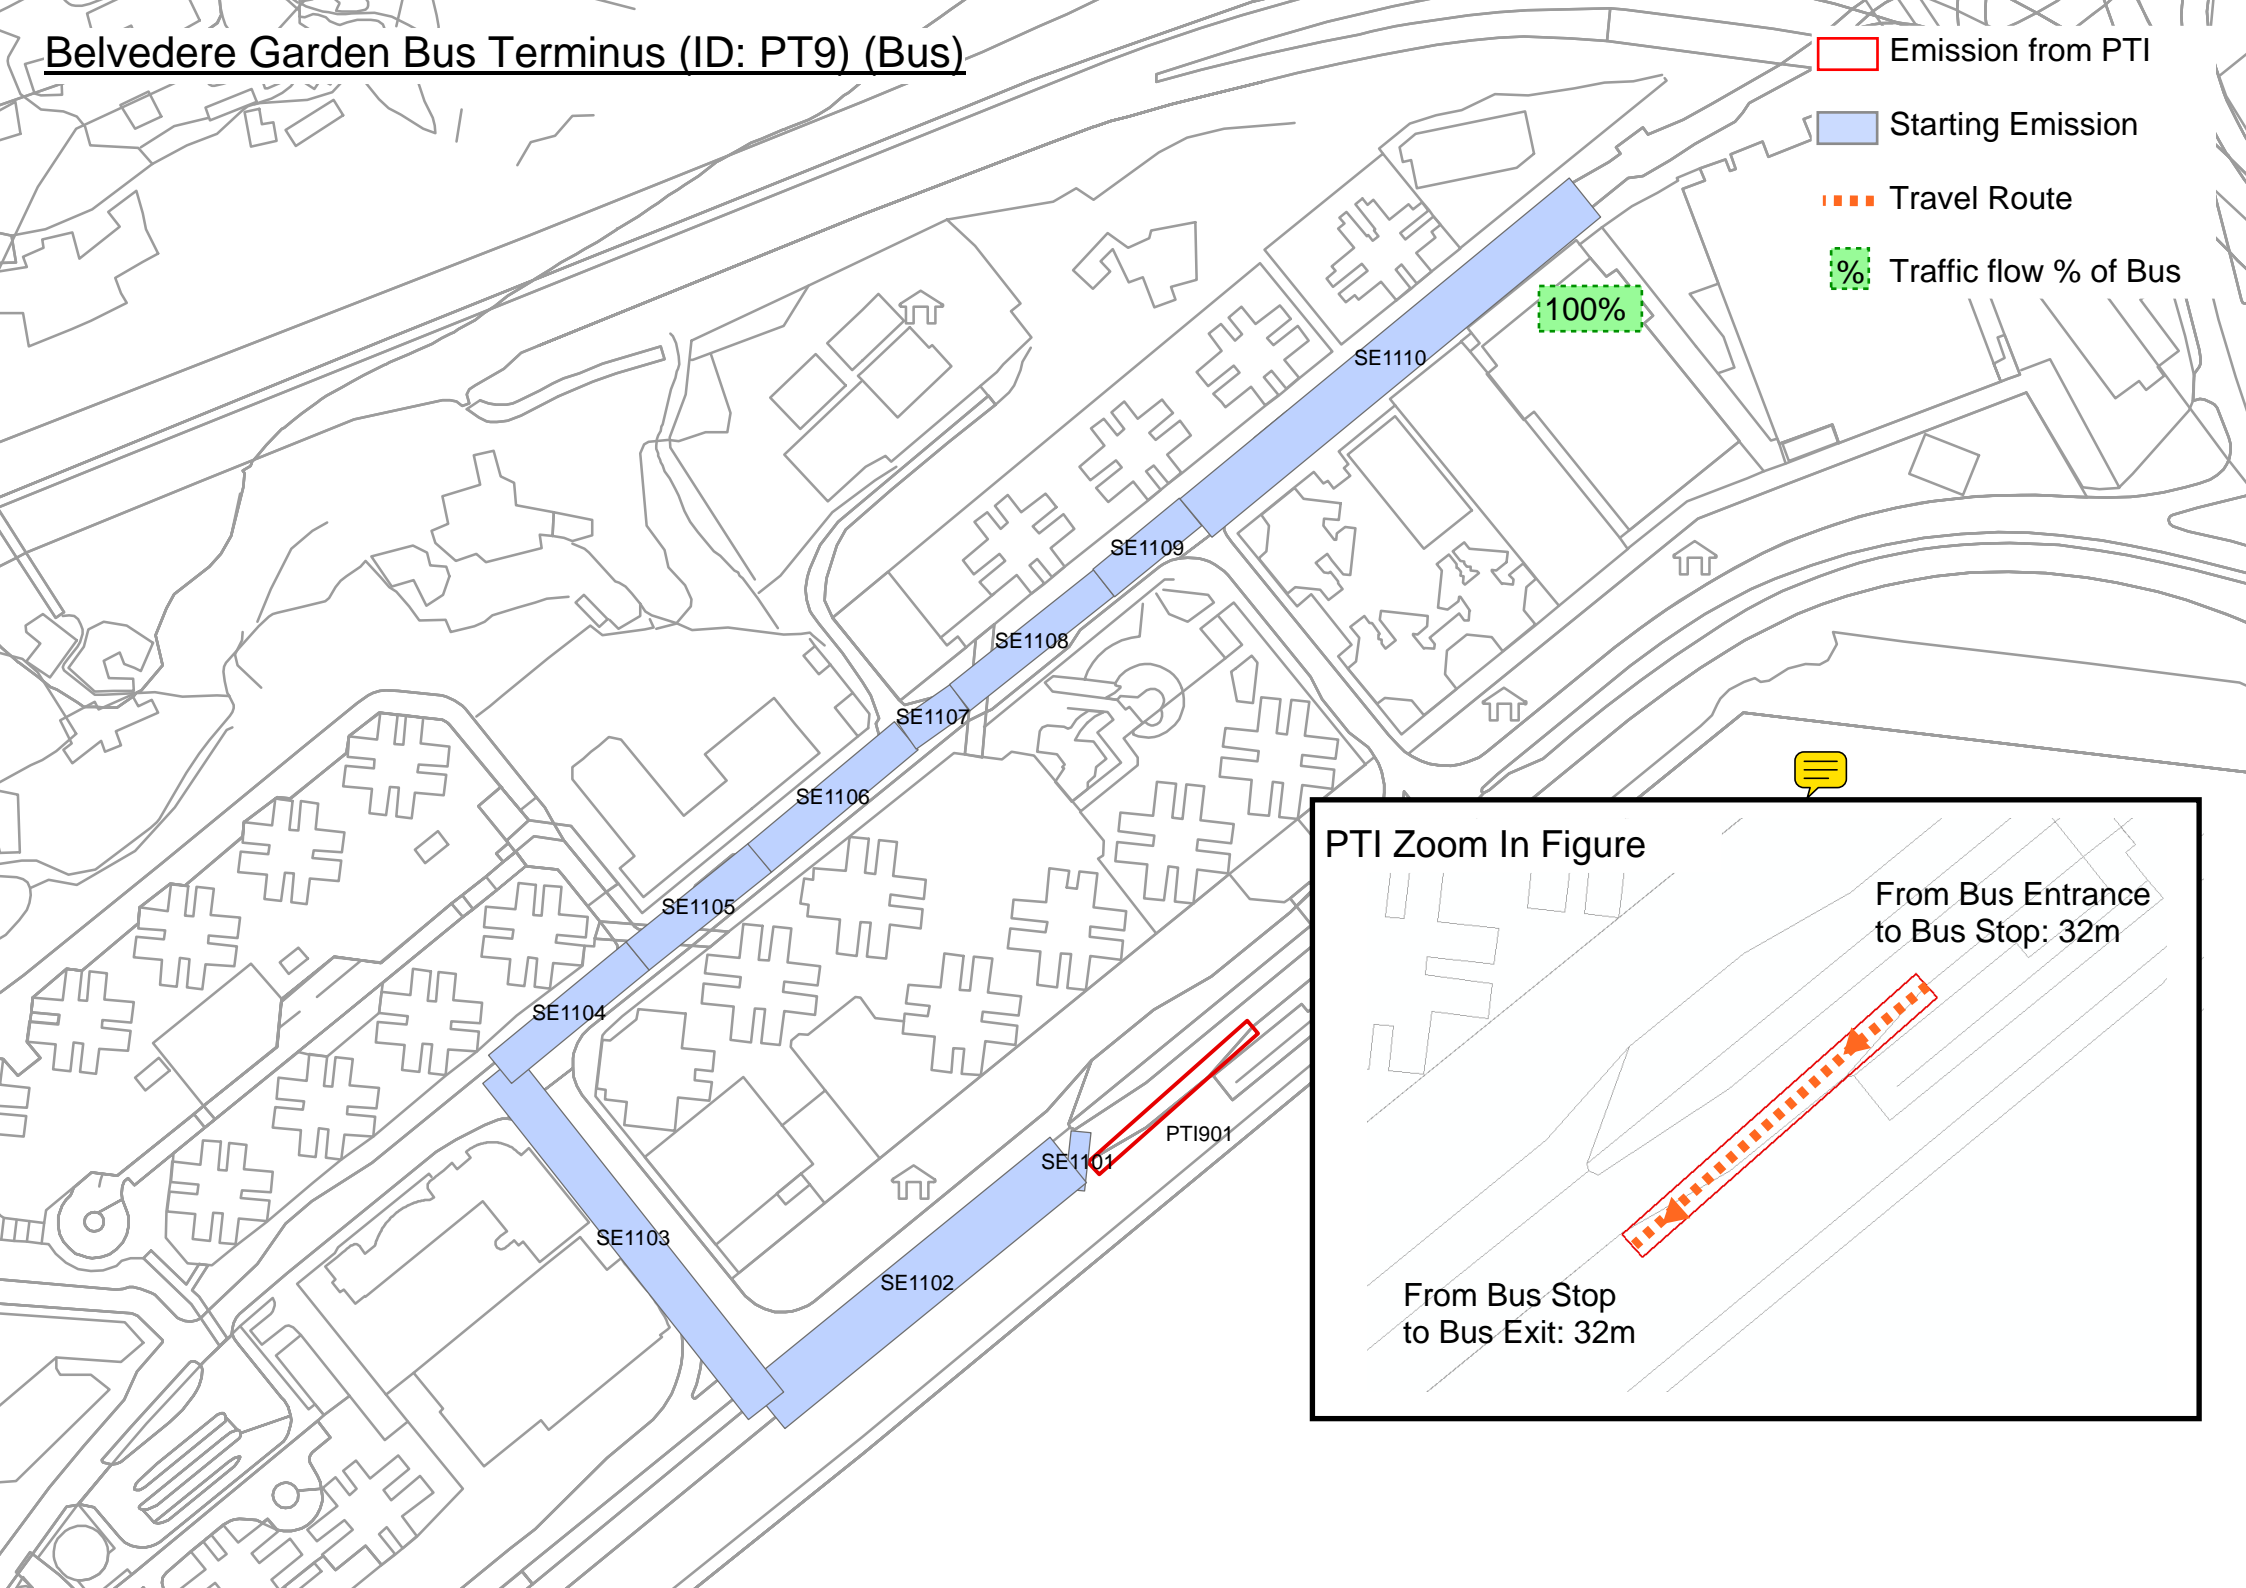 Belvedere Garden Bus Terminus (ID: PT9) (Bus)
Emission from PTI
Starting Emission
Travel Route
% Traffic flow % of Bus
100%
SE1110
SE1109
SE1108
SE1107
SE1106
SE1105
SE1104
SE1103
SE1102
SE1101
PTI901
PTI Zoom In Figure
From Bus Entrance
to Bus Stop: 32m
From Bus Stop
to Bus Exit: 32m